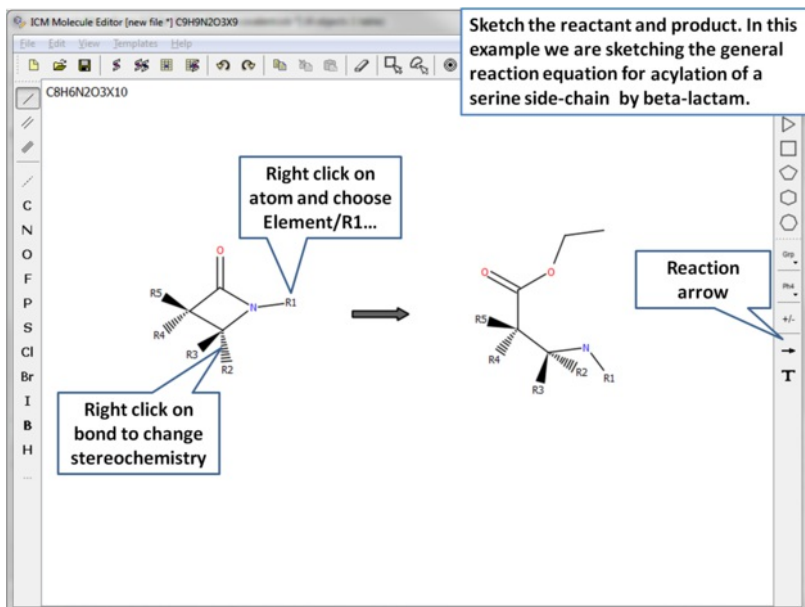 ICM Molecule Editor [new file *] C9H9N2O3X9
File Edit View Templates Help
Sketch the reactant and product. In this
example we are sketching the general
reaction equation for acylation of a
serine side-chain by beta-lactam.
C8H6N2O3X10
Right click on
atom and choose
Element/R1...
O
R5
R4
N
R1
R3
R2
Right click on
bond to change
stereochemistry
O
O
R5
R4
N
R2
R3
R1
Reaction
arrow
C
N
O
F
P
S
Cl
Br
I
B
H
...
Grp
Ph4
+/-
T